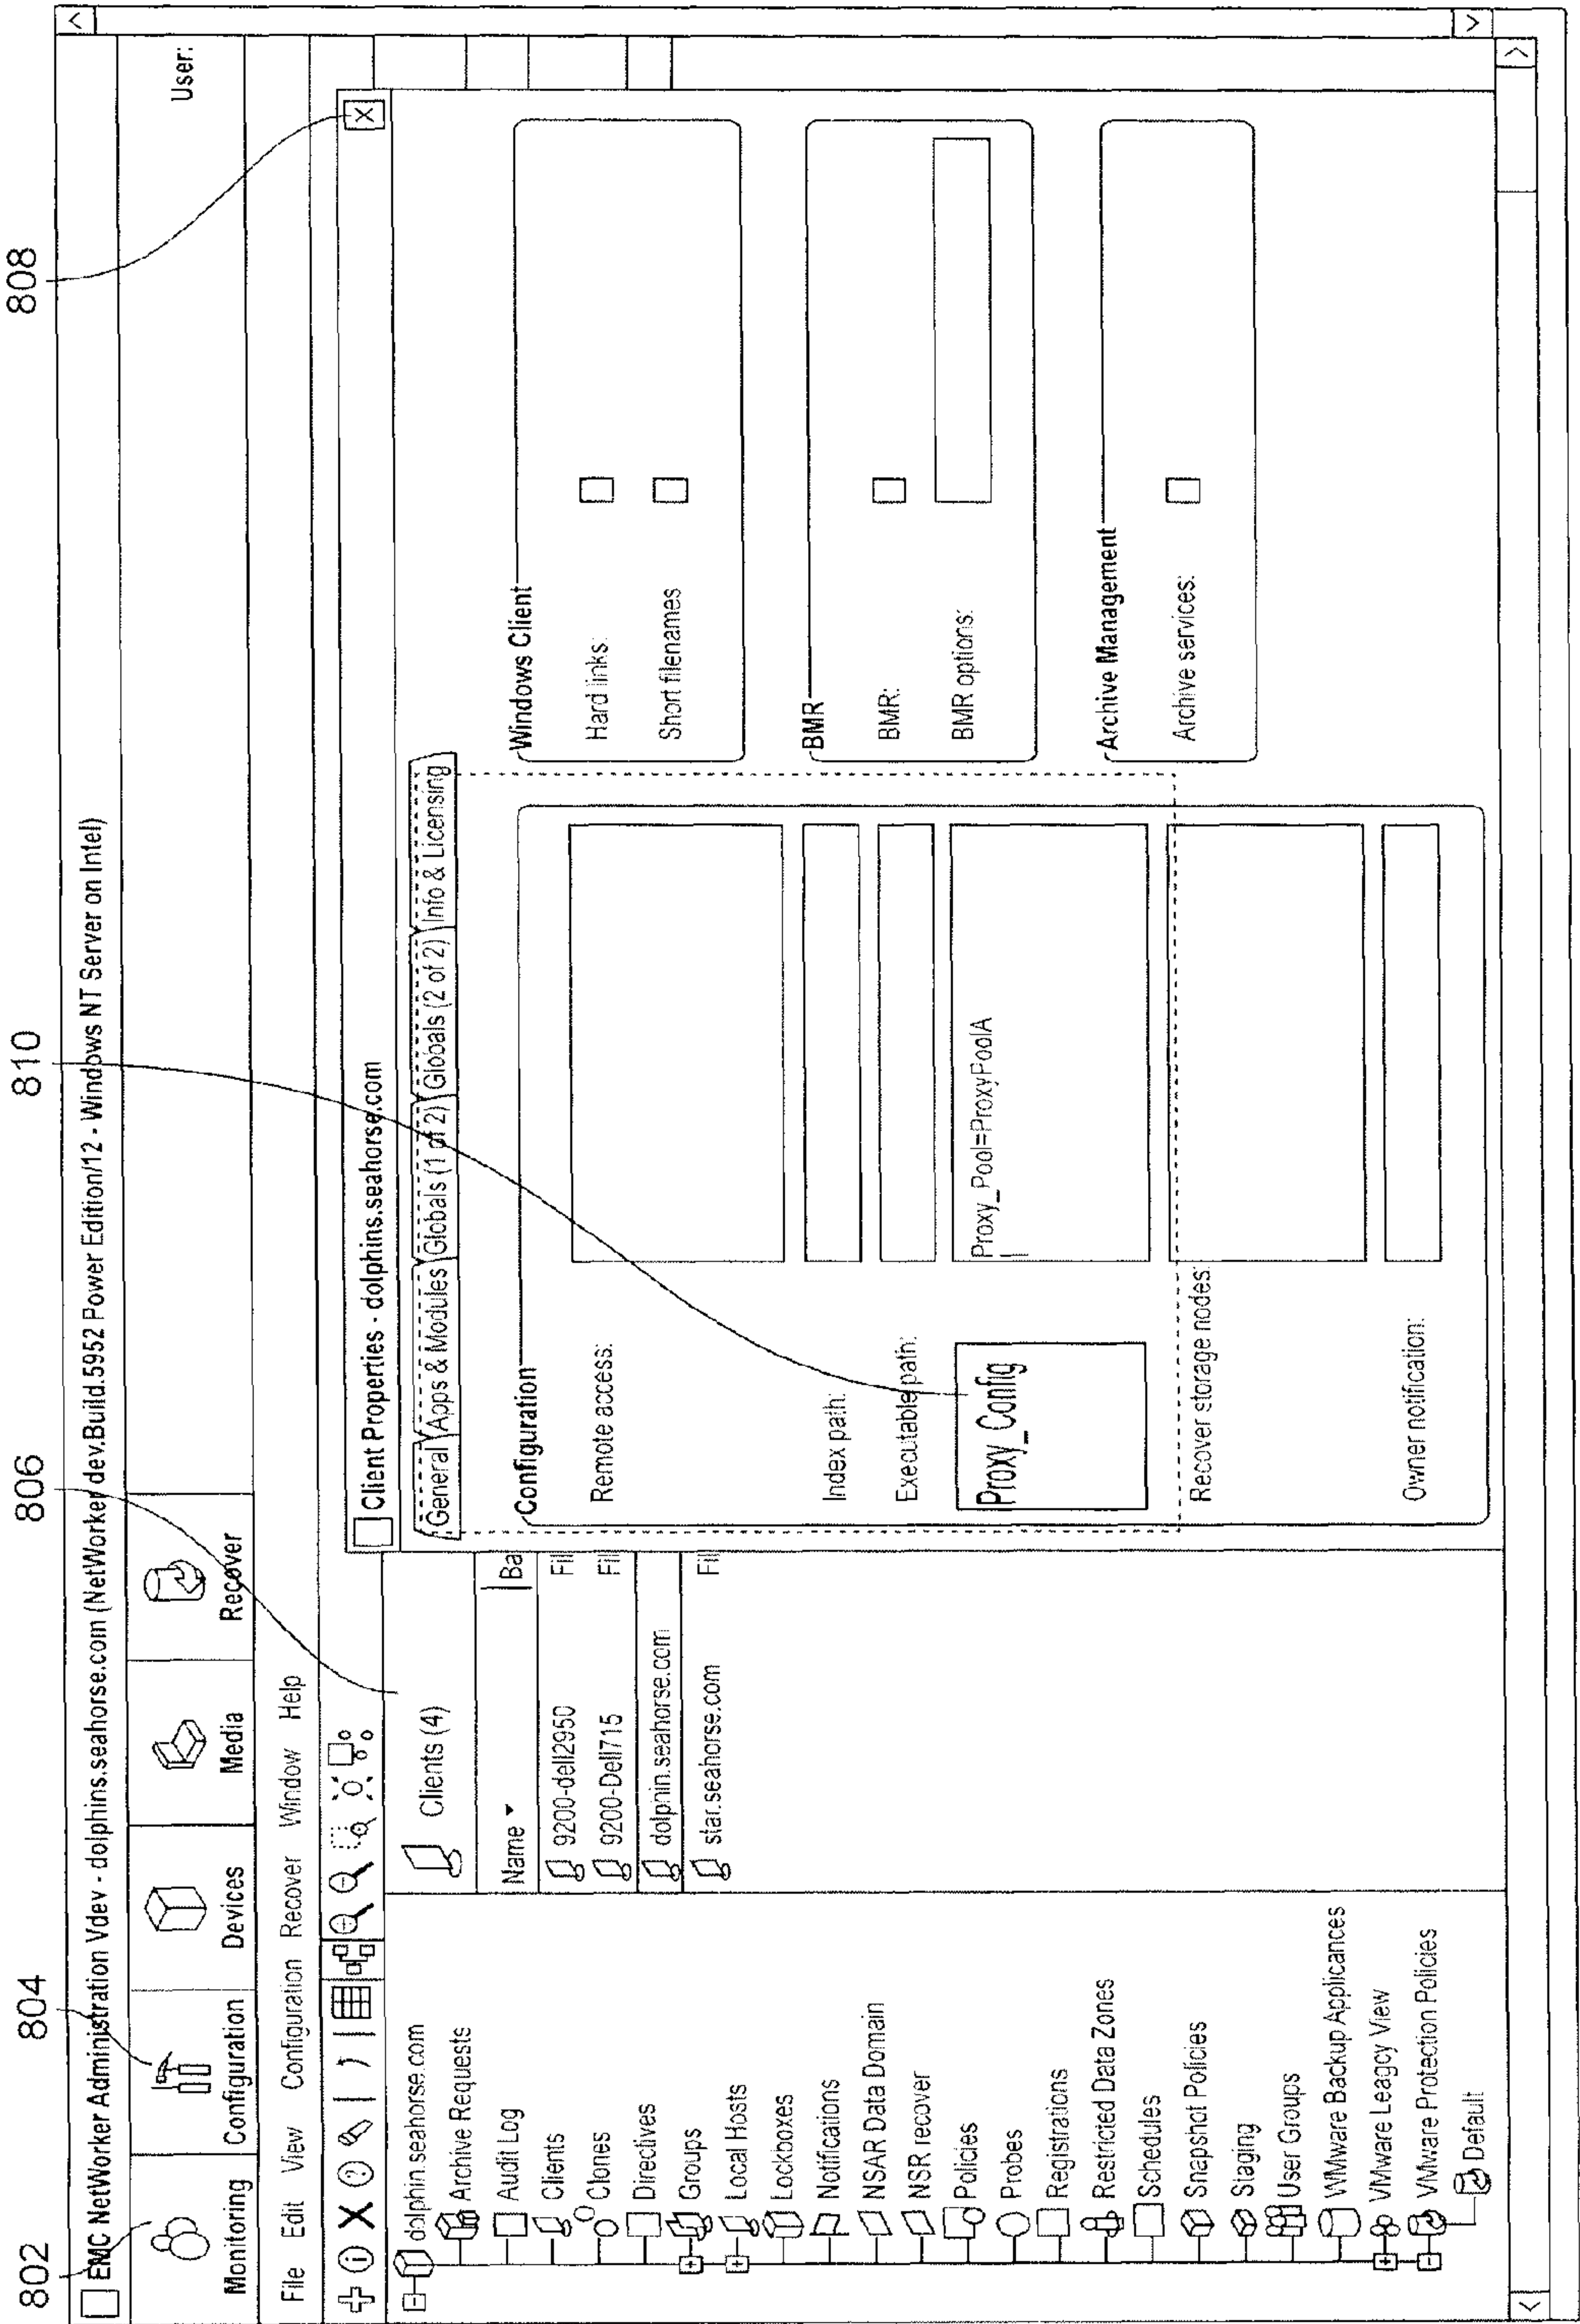 802
804
806
810
808
EMC NetWorker Administration Vdev - dolphins.seahorse.com (NetWorker dev.Build.5952 Power Edition/12 - Windows NT Server on Intel)
Monitoring
Configuration
Devices
Media
Recover
User:
File Edit View Configuration Recover Window Help
dolphin.seahorse.com
Archive Requests
Audit Log
Clients
Clones
Directives
Groups
Local Hosts
Lockboxes
Notifications
NSAR Data Domain
NSR recover
Policies
Probes
Registrations
Restricted Data Zones
Schedules
Snapshot Policies
Staging
User Groups
VMware Backup Applicances
VMware Leagcy View
VMware Protection Policies
Default
Clients (4)
Name Ba
9200-dell2950 Fil
9200-Dell715 Fil
dolphin.seahorse.com
star.seahorse.com Fil
Client Properties - dolphins.seahorse.com
General Apps & Modules Globals (1 of 2) Globals (2 of 2) Info & Licensing
Configuration
Remote access:
Index path:
Executable path:
Proxy_Config
Proxy_Pool=ProxyPoolA
Recover storage nodes:
Owner notification:
Windows Client
Hard links:
Short filenames
BMR
BMR:
BMR options:
Archive Management
Archive services: